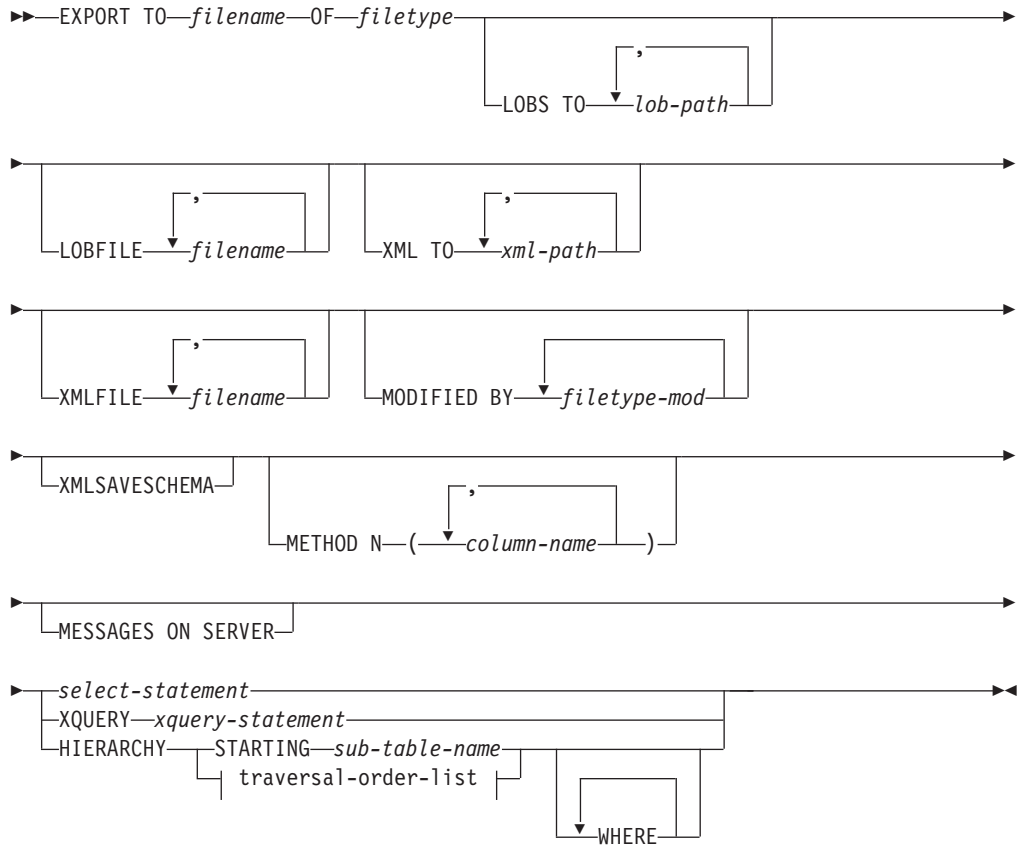 EXPORT TO filename OF filetype
,
LOBS TO lob-path
, ,
LOBFILE filename XML TO xml-path
,
XMLFILE filename MODIFIED BY filetype-mod
XMLSAVESCHEMA
,
METHOD N ( column-name )
MESSAGES ON SERVER
select-statement
XQUERY xquery-statement
HIERARCHY STARTING sub-table-name
traversal-order-list
WHERE